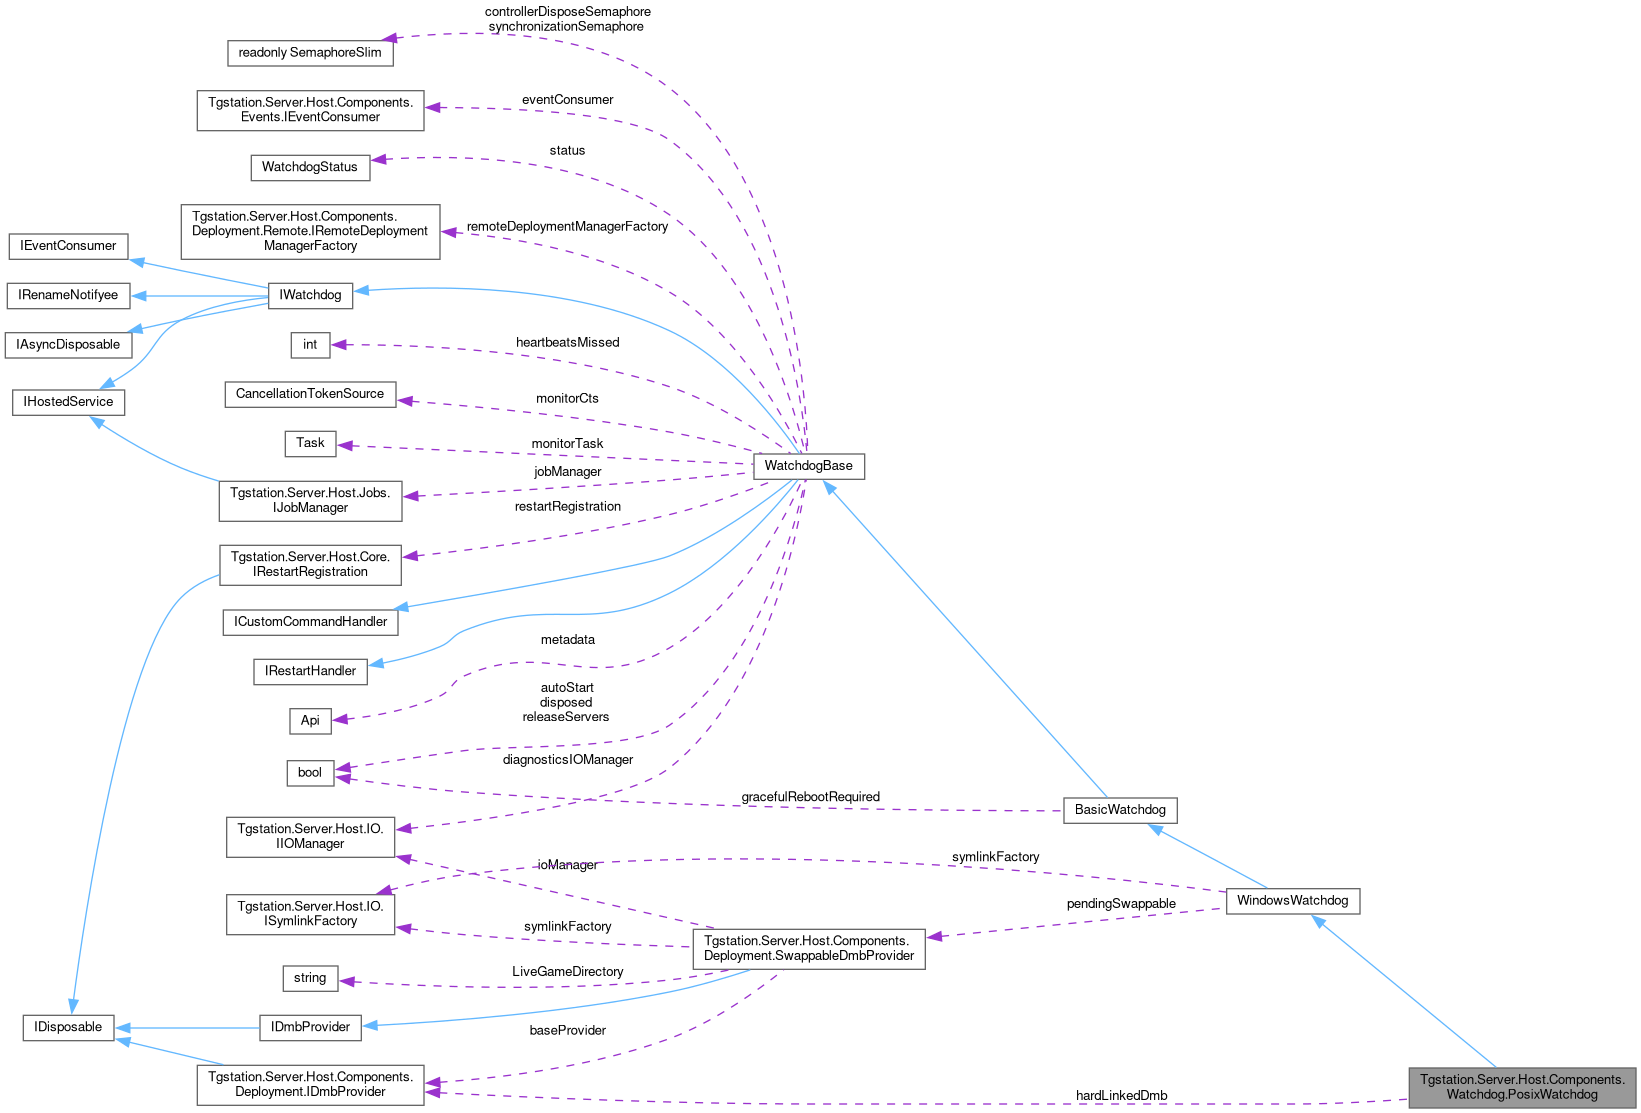 controllerDisposeSemaphore
synchronizationSemaphore
readonly SemaphoreSlim
Tgstation.Server.Host.Components.
Events.IEventConsumer
eventConsumer
status
WatchdogStatus
Tgstation.Server.Host.Components.
Deployment.Remote.IRemoteDeployment
ManagerFactory
remoteDeploymentManagerFactory
IEventConsumer
IRenameNotifyee
IWatchdog
IAsyncDisposable
int
heartbeatsMissed
IHostedService
CancellationTokenSource
monitorCts
Task
monitorTask
WatchdogBase
jobManager
Tgstation.Server.Host.Jobs.
IJobManager
restartRegistration
Tgstation.Server.Host.Core.
IRestartRegistration
ICustomCommandHandler
metadata
IRestartHandler
autoStart
disposed
releaseServers
Api
diagnosticsIOManager
bool
gracefulRebootRequired
BasicWatchdog
Tgstation.Server.Host.IO.
IIOManager
ioManager
symlinkFactory
Tgstation.Server.Host.IO.
ISymlinkFactory
WindowsWatchdog
pendingSwappable
symlinkFactory
Tgstation.Server.Host.Components.
Deployment.SwappableDmbProvider
string
LiveGameDirectory
IDisposable
IDmbProvider
baseProvider
Tgstation.Server.Host.Components.
Deployment.IDmbProvider
hardLinkedDmb
Tgstation.Server.Host.Components.
Watchdog.PosixWatchdog